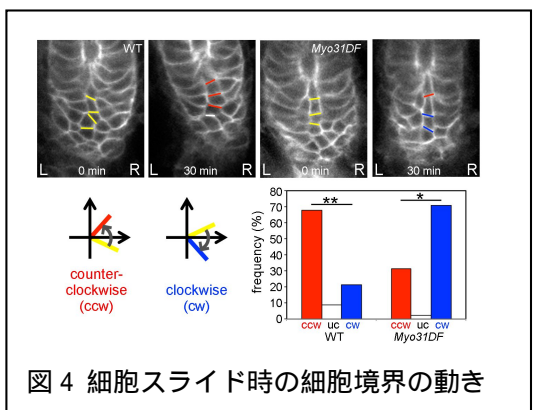 WT
L 0 min R
L 30 min R
Myo31DF
L 0 min R
L 30 min R
counter-
clockwise
(ccw)
clockwise
(cw)
frequency (%)
80
70
60
50
40
30
20
10
0
**
*
ccw uc cw
WT
ccw uc cw
Myo31DF
図 4 細胞スライド時の細胞境界の動き